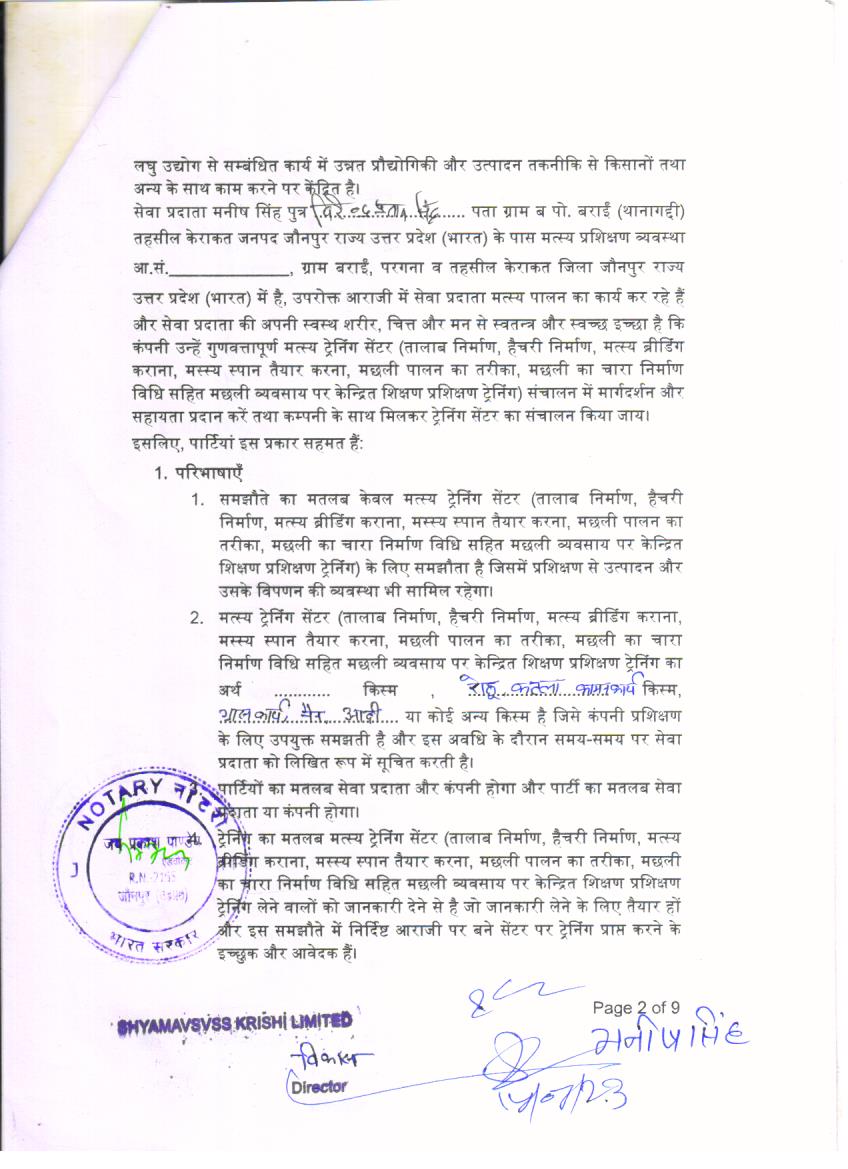 लघु उद्योग से सम्बंधित कार्य में उन्नत प्रौद्योगिकी और उत्पादन तकनीकि से किसानों तथा
अन्य के साथ काम करने पर केंद्रित है।
सेवा प्रदाता मनीष सिंह पुत्र ...... पता ग्राम ब पो. बराईं (थानागद्दी)
तहसील केराकत जनपद जौनपुर राज्य उत्तर प्रदेश (भारत) के पास मत्स्य प्रशिक्षण व्यवस्था
आ.सं.________________, ग्राम बराईं, परगना व तहसील केराकत जिला जौनपुर राज्य
उत्तर प्रदेश (भारत) में है, उपरोक्त आराजी में सेवा प्रदाता मत्स्य पालन का कार्य कर रहे हैं
और सेवा प्रदाता की अपनी स्वस्थ शरीर, चित्त और मन से स्वतन्त्र और स्वच्छ इच्छा है कि
कंपनी उन्हें गुणवत्तापूर्ण मत्स्य ट्रेनिंग सेंटर (तालाब निर्माण, हैचरी निर्माण, मत्स्य ब्रीडिंग
कराना, मस्स्य स्पान तैयार करना, मछली पालन का तरीका, मछली का चारा निर्माण
विधि सहित मछली व्यवसाय पर केन्द्रित शिक्षण प्रशिक्षण ट्रेनिंग) संचालन में मार्गदर्शन और
सहायता प्रदान करें तथा कम्पनी के साथ मिलकर ट्रेनिंग सेंटर का संचालन किया जाय।
इसलिए, पार्टियां इस प्रकार सहमत हैं:
1. परिभाषाएँ
1. समझौते का मतलब केवल मत्स्य ट्रेनिंग सेंटर (तालाब निर्माण, हैचरी
निर्माण, मत्स्य ब्रीडिंग कराना, मस्स्य स्पान तैयार करना, मछली पालन का
तरीका, मछली का चारा निर्माण विधि सहित मछली व्यवसाय पर केन्द्रित
शिक्षण प्रशिक्षण ट्रेनिंग) के लिए समझौता है जिसमें प्रशिक्षण से उत्पादन और
उसके विपणन की व्यवस्था भी सामिल रहेगा।
2. मत्स्य ट्रेनिंग सेंटर (तालाब निर्माण, हैचरी निर्माण, मत्स्य ब्रीडिंग कराना,
मस्स्य स्पान तैयार करना, मछली पालन का तरीका, मछली का चारा
निर्माण विधि सहित मछली व्यवसाय पर केन्द्रित शिक्षण प्रशिक्षण ट्रेनिंग का
अर्थ ............ किस्म , रोहू कतला कामनकार्प किस्म,
ग्रासकार्प, नैन, आदी .... या कोई अन्य किस्म है जिसे कंपनी प्रशिक्षण
के लिए उपयुक्त समझती है और इस अवधि के दौरान समय-समय पर सेवा
प्रदाता को लिखित रूप में सूचित करती है।
पार्टियों का मतलब सेवा प्रदाता और कंपनी होगा और पार्टी का मतलब सेवा
प्रदाता या कंपनी होगा।
ट्रेनिंग का मतलब मत्स्य ट्रेनिंग सेंटर (तालाब निर्माण, हैचरी निर्माण, मत्स्य
ब्रीडिंग कराना, मस्स्य स्पान तैयार करना, मछली पालन का तरीका, मछली
का चारा निर्माण विधि सहित मछली व्यवसाय पर केन्द्रित शिक्षण प्रशिक्षण
ट्रेनिंग लेने वालों को जानकारी देने से है जो जानकारी लेने के लिए तैयार हों
और इस समझौते में निर्दिष्ट आराजी पर बने सेंटर पर ट्रेनिंग प्राप्त करने के
इच्छुक और आवेदक हैं।
NOTARY नोटरी
जय प्रकाश पाण्डेय
R.N.
जौनपुर
भारत सरकार
Page 2 of 9
SHYAMAVSVSS KRISHI LIMITED
मनीष सिंह
विकास
Director